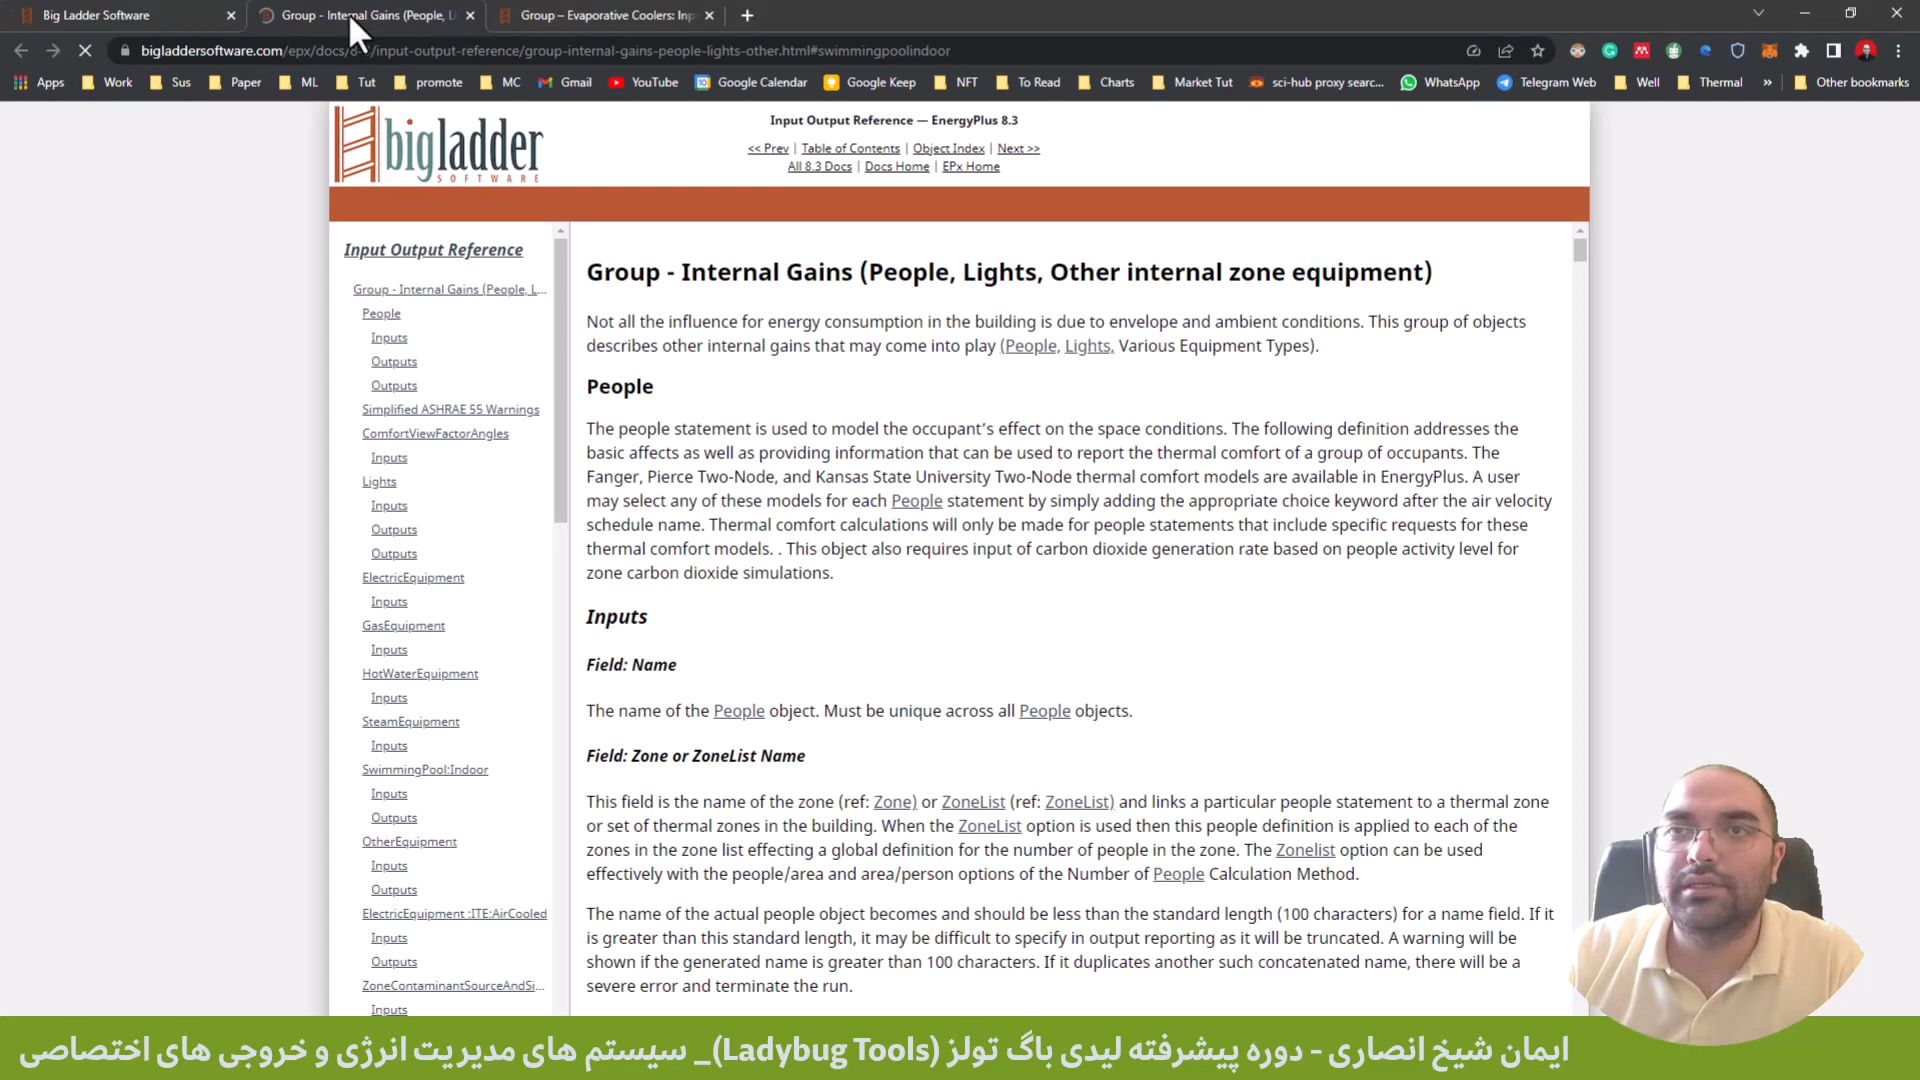 Big Ladder Software
Group - Internal Gains (People, Li
Group – Evaporative Coolers: Inp
bigladdersoftware.com/epx/docs/8-3/input-output-reference/group-internal-gains-people-lights-other.html#swimmingpoolindoor
Apps
Work
Sus
Paper
ML
Tut
promote
MC
Gmail
YouTube
Google Calendar
Google Keep
NFT
To Read
Charts
Market Tut
sci-hub proxy searc...
WhatsApp
Telegram Web
Well
Thermal
»
Other bookmarks
bigladder
SOFTWARE
Input Output Reference — EnergyPlus 8.3
<< Prev | Table of Contents | Object Index | Next >>
All 8.3 Docs | Docs Home | EPx Home
Input Output Reference
Group - Internal Gains (People, L...
People
Inputs
Outputs
Outputs
Simplified ASHRAE 55 Warnings
ComfortViewFactorAngles
Inputs
Lights
Inputs
Outputs
Outputs
ElectricEquipment
Inputs
GasEquipment
Inputs
HotWaterEquipment
Inputs
SteamEquipment
Inputs
SwimmingPool:Indoor
Inputs
Outputs
OtherEquipment
Inputs
Outputs
ElectricEquipment :ITE:AirCooled
Inputs
Outputs
ZoneContaminantSourceAndSi...
Inputs
Group - Internal Gains (People, Lights, Other internal zone equipment)
Not all the influence for energy consumption in the building is due to envelope and ambient conditions. This group of objects
describes other internal gains that may come into play (People, Lights, Various Equipment Types).
People
The people statement is used to model the occupant’s effect on the space conditions. The following definition addresses the
basic affects as well as providing information that can be used to report the thermal comfort of a group of occupants. The
Fanger, Pierce Two-Node, and Kansas State University Two-Node thermal comfort models are available in EnergyPlus. A user
may select any of these models for each People statement by simply adding the appropriate choice keyword after the air velocity
schedule name. Thermal comfort calculations will only be made for people statements that include specific requests for these
thermal comfort models. . This object also requires input of carbon dioxide generation rate based on people activity level for
zone carbon dioxide simulations.
Inputs
Field: Name
The name of the People object. Must be unique across all People objects.
Field: Zone or ZoneList Name
This field is the name of the zone (ref: Zone) or ZoneList (ref: ZoneList) and links a particular people statement to a thermal zone
or set of thermal zones in the building. When the ZoneList option is used then this people definition is applied to each of the
zones in the zone list effecting a global definition for the number of people in the zone. The Zonelist option can be used
effectively with the people/area and area/person options of the Number of People Calculation Method.
The name of the actual people object becomes and should be less than the standard length (100 characters) for a name field. If it
is greater than this standard length, it may be difficult to specify in output reporting as it will be truncated. A warning will be
shown if the generated name is greater than 100 characters. If it duplicates another such concatenated name, there will be a
severe error and terminate the run.
ایمان شیخ انصاری - دوره پیشرفته لیدی باگ تولز (Ladybug Tools)_ سیستم های مدیریت انرژی و خروجی های اختصاصی